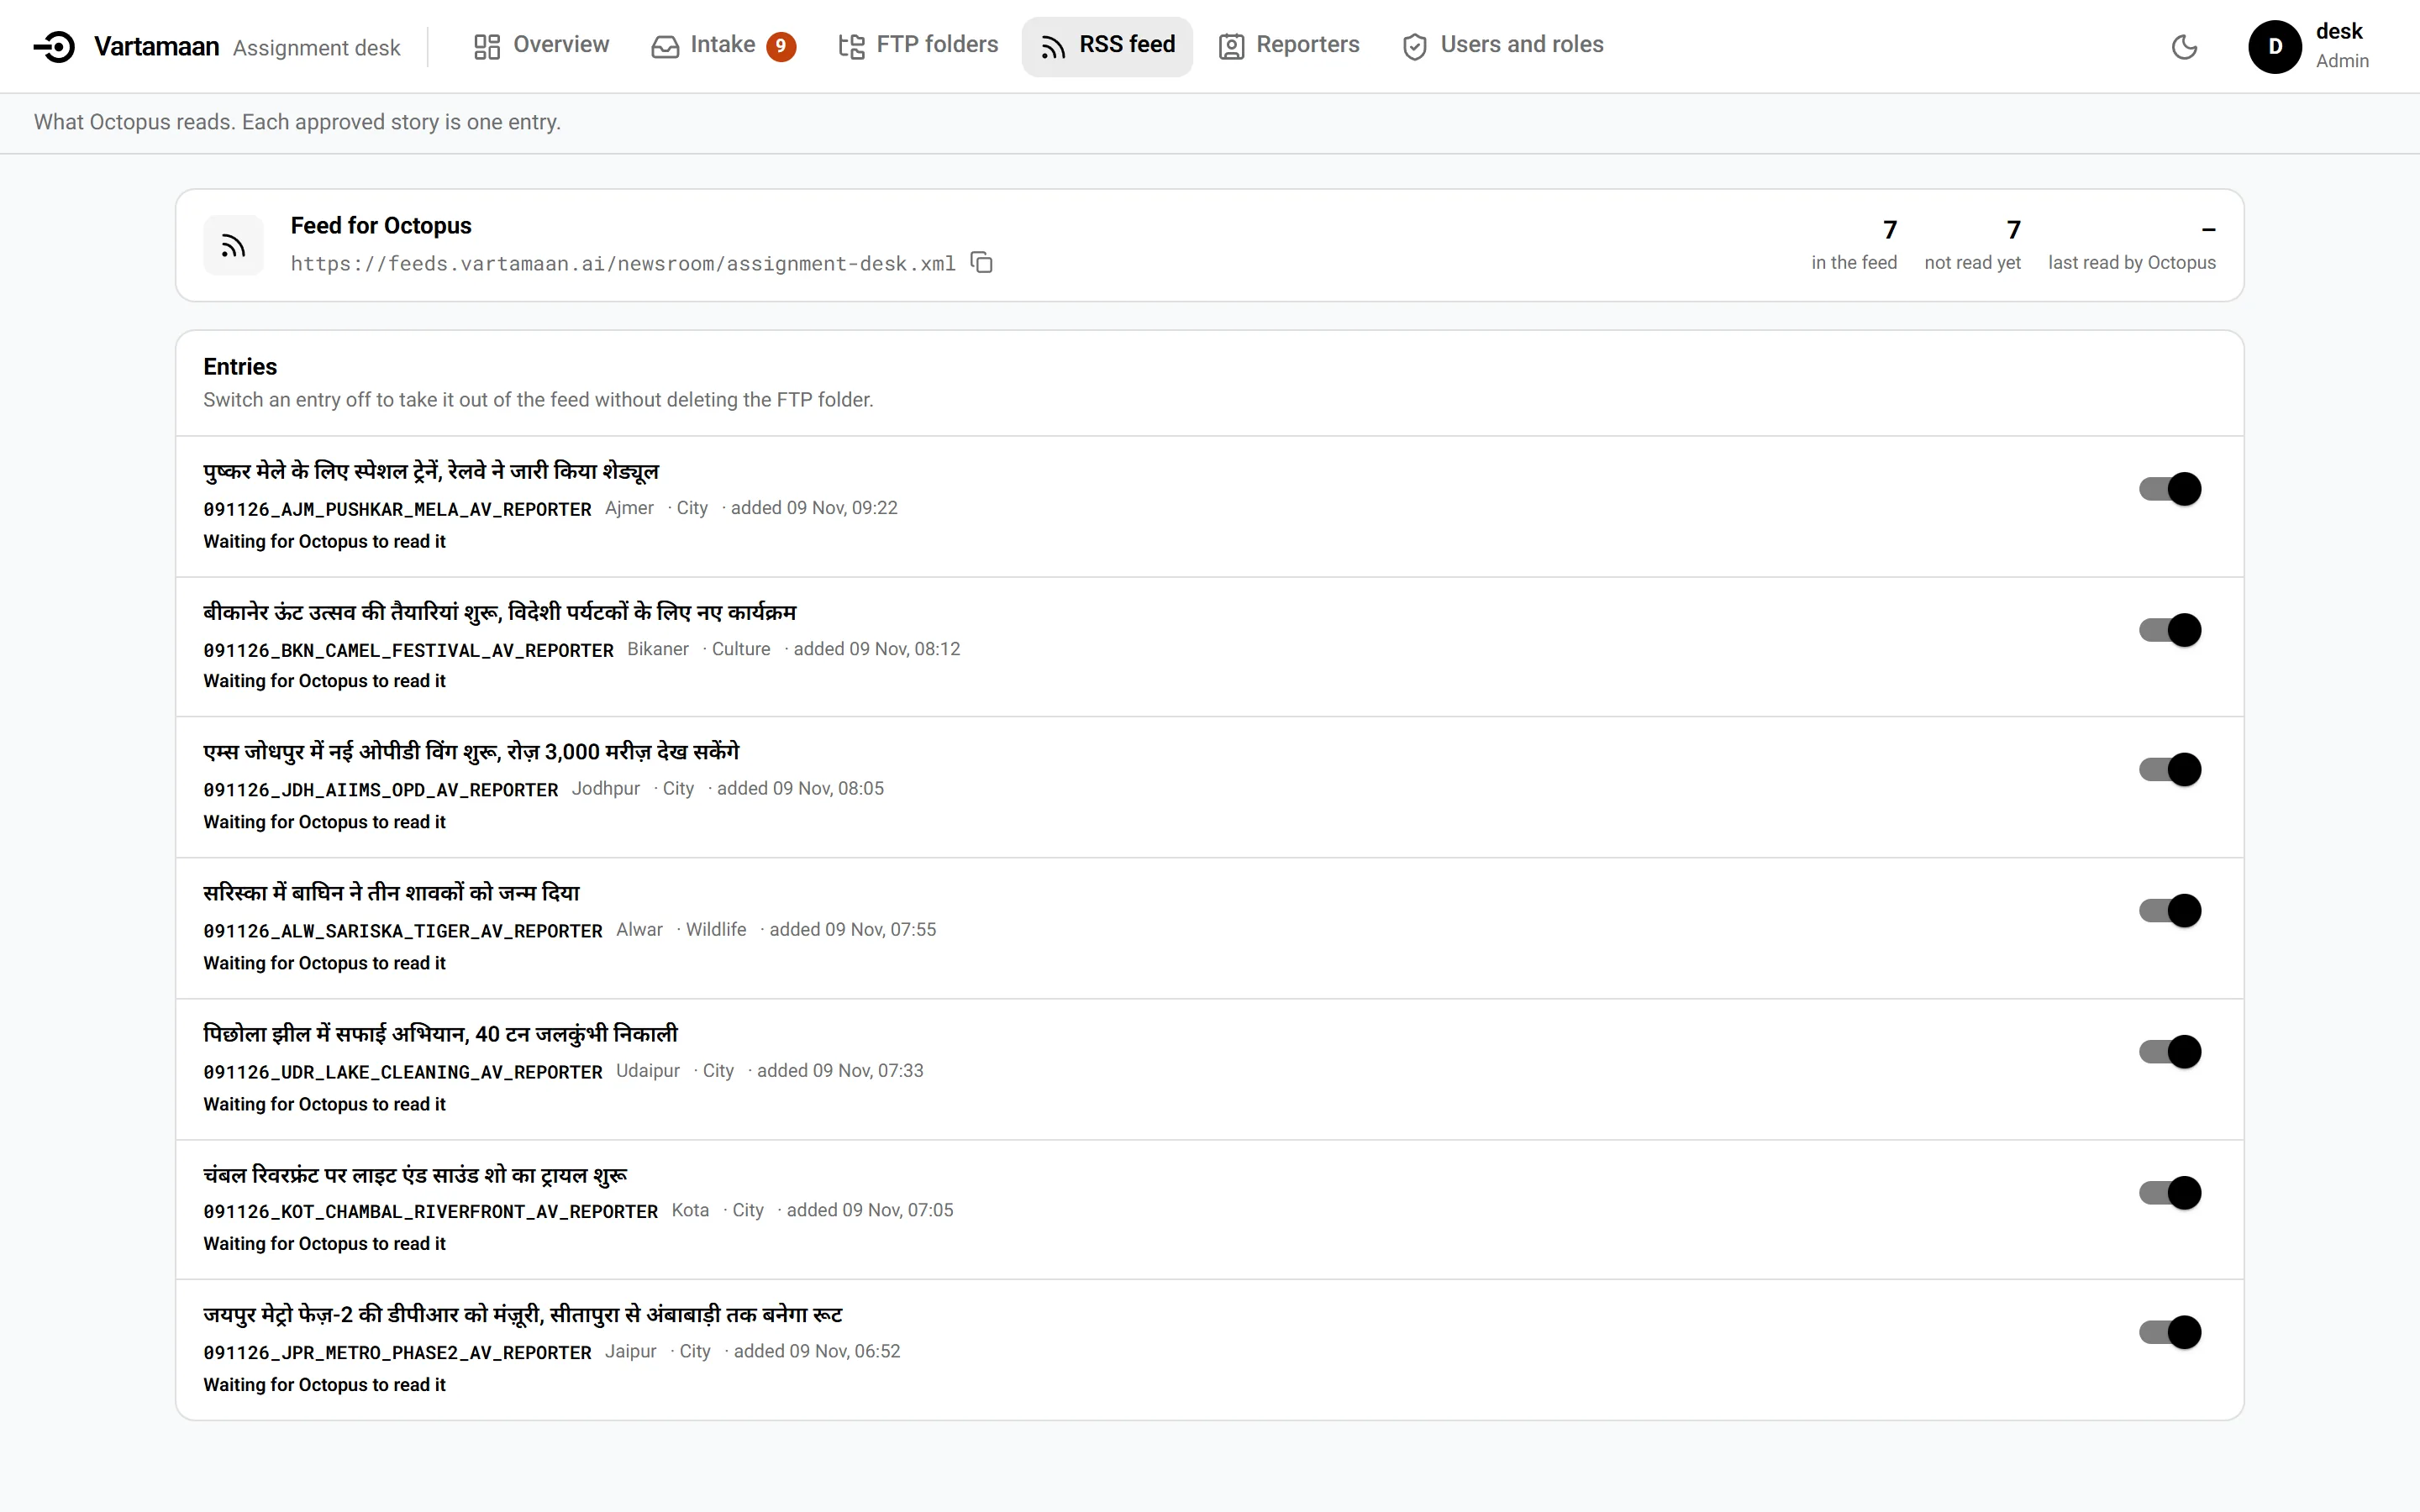 Vartamaan Assignment desk Overview Intake 9 FTP folders RSS feed Reporters Users and roles D desk Admin
What Octopus reads. Each approved story is one entry.
Feed for Octopus
https://feeds.vartamaan.ai/newsroom/assignment-desk.xml
7 in the feed
7 not read yet
– last read by Octopus
Entries
Switch an entry off to take it out of the feed without deleting the FTP folder.
पुष्कर मेले के लिए स्पेशल ट्रेनें, रेलवे ने जारी किया शेड्यूल
091126_AJM_PUSHKAR_MELA_AV_REPORTER Ajmer · City · added 09 Nov, 09:22
Waiting for Octopus to read it
बीकानेर ऊंट उत्सव की तैयारियां शुरू, विदेशी पर्यटकों के लिए नए कार्यक्रम
091126_BKN_CAMEL_FESTIVAL_AV_REPORTER Bikaner · Culture · added 09 Nov, 08:12
Waiting for Octopus to read it
एम्स जोधपुर में नई ओपीडी विंग शुरू, रोज़ 3,000 मरीज़ देख सकेंगे
091126_JDH_AIIMS_OPD_AV_REPORTER Jodhpur · City · added 09 Nov, 08:05
Waiting for Octopus to read it
सरिस्का में बाघिन ने तीन शावकों को जन्म दिया
091126_ALW_SARISKA_TIGER_AV_REPORTER Alwar · Wildlife · added 09 Nov, 07:55
Waiting for Octopus to read it
पिछोला झील में सफाई अभियान, 40 टन जलकुंभी निकाली
091126_UDR_LAKE_CLEANING_AV_REPORTER Udaipur · City · added 09 Nov, 07:33
Waiting for Octopus to read it
चंबल रिवरफ्रंट पर लाइट एंड साउंड शो का ट्रायल शुरू
091126_KOT_CHAMBAL_RIVERFRONT_AV_REPORTER Kota · City · added 09 Nov, 07:05
Waiting for Octopus to read it
जयपुर मेट्रो फेज़-2 की डीपीआर को मंज़ूरी, सीतापुरा से अंबाबाड़ी तक बनेगा रूट
091126_JPR_METRO_PHASE2_AV_REPORTER Jaipur · City · added 09 Nov, 06:52
Waiting for Octopus to read it